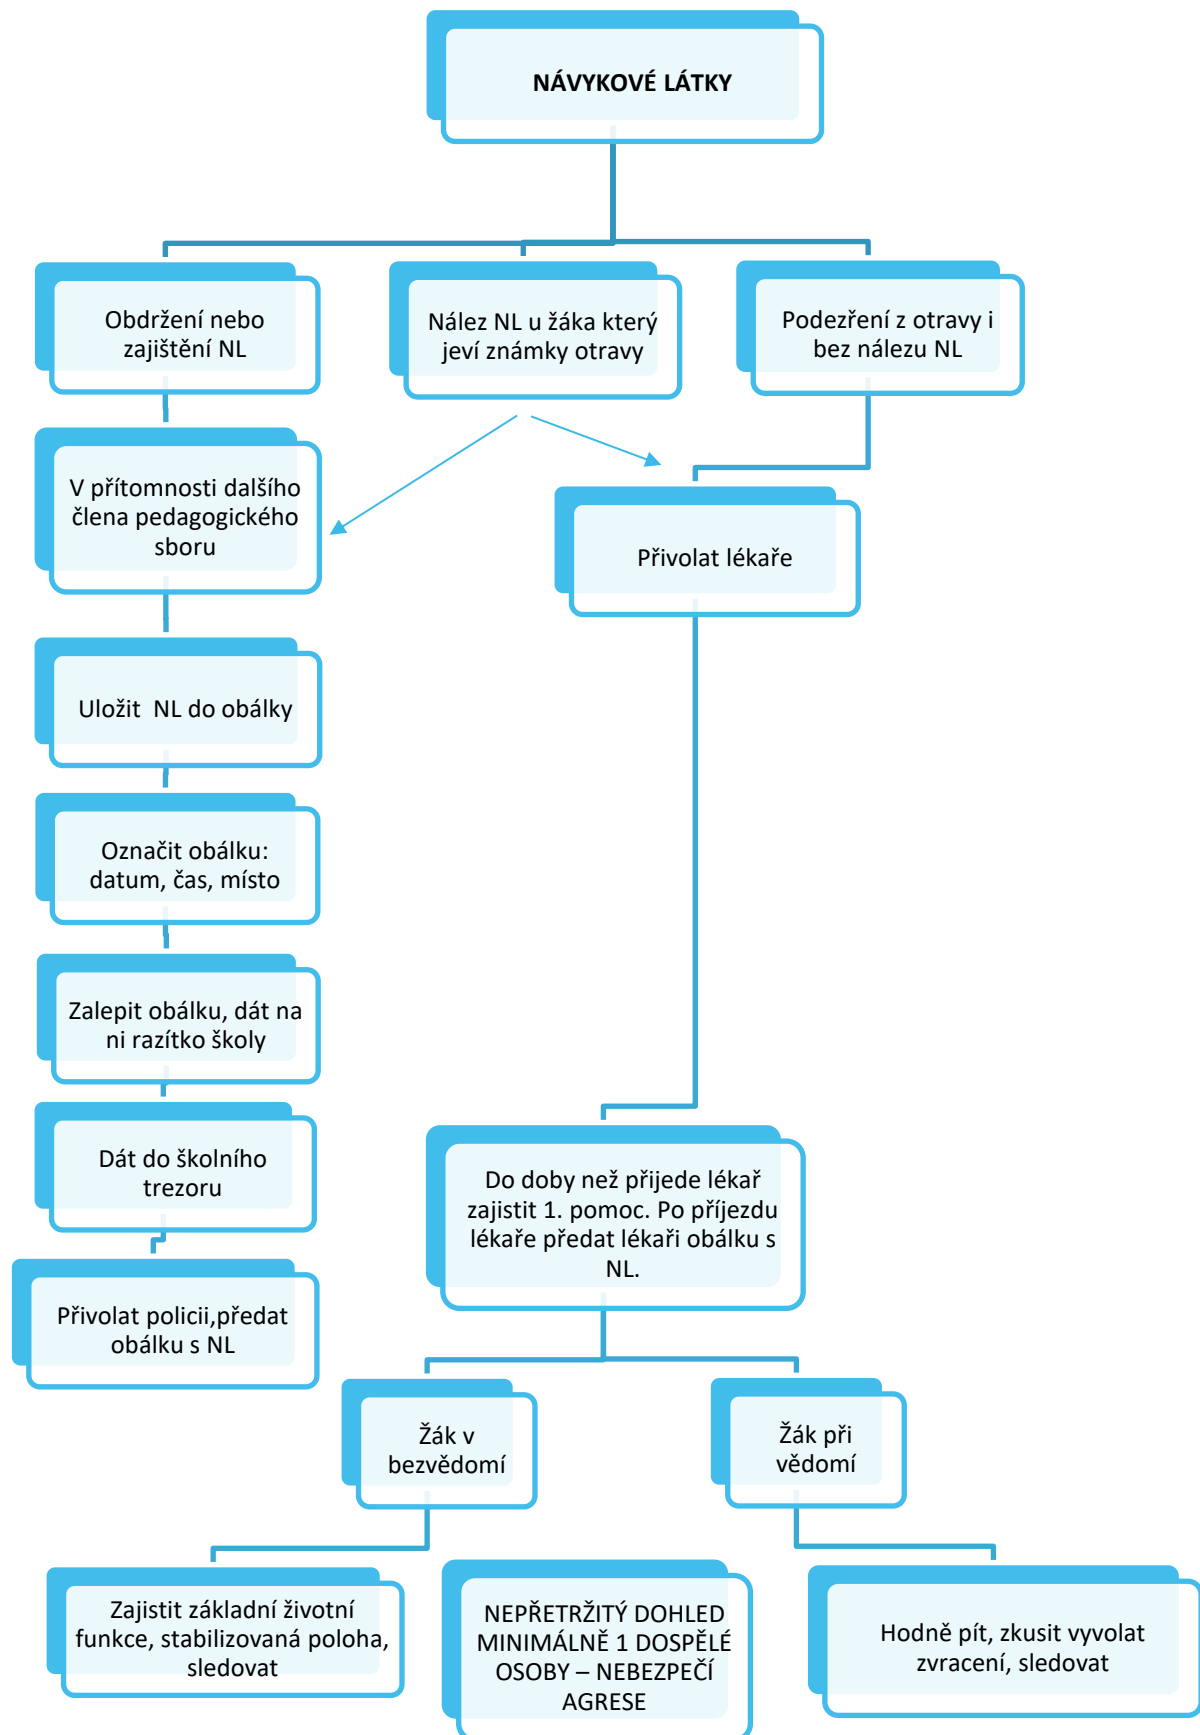 NÁVYKOVÉ LÁTKY
Obdržení nebo
zajištění NL
Nález NL u žáka který
jeví známky otravy
Podezření z otravy i
bez nálezu NL
V přítomnosti dalšího
člena pedagogického
sboru
Přivolat lékaře
Uložit  NL do obálky
Označit obálku:
datum, čas, místo
Zalepit obálku, dát na
ni razítko školy
Dát do školního
trezoru
Přivolat policii,předat
obálku s NL
Do doby než přijede lékař
zajistit 1. pomoc. Po příjezdu
lékaře předat lékaři obálku s
NL.
Žák v
bezvědomí
Žák při
vědomí
Zajistit základní životní
funkce, stabilizovaná poloha,
sledovat
NEPŘETRŽITÝ DOHLED
MINIMÁLNĚ 1 DOSPĚLÉ
OSOBY – NEBEZPEČÍ
AGRESE
Hodně pít, zkusit vyvolat
zvracení, sledovat